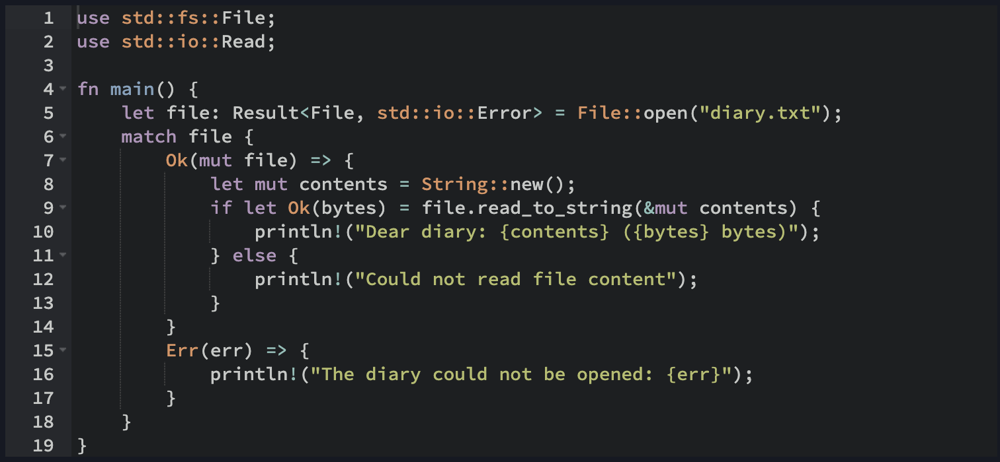 1 use std::fs::File;
2 use std::io::Read;
3
4 fn main() {
5     let file: Result<File, std::io::Error> = File::open("diary.txt");
6     match file {
7         Ok(mut file) => {
8             let mut contents = String::new();
9             if let Ok(bytes) = file.read_to_string(&mut contents) {
10                 println!("Dear diary: {contents} ({bytes} bytes)");
11             } else {
12                 println!("Could not read file content");
13             }
14         }
15         Err(err) => {
16             println!("The diary could not be opened: {err}");
17         }
18     }
19 }